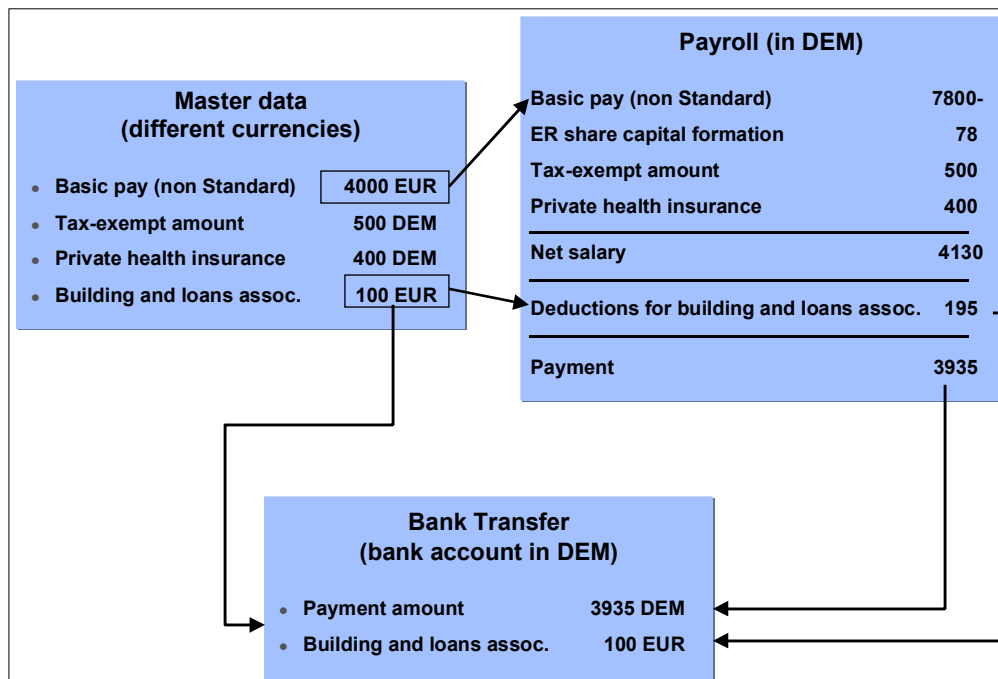 Master data
(different currencies)
• Basic pay (non Standard) 4000 EUR
• Tax-exempt amount 500 DEM
• Private health insurance 400 DEM
• Building and loans assoc. 100 EUR
Payroll (in DEM)
Basic pay (non Standard) 7800-
ER share capital formation 78
Tax-exempt amount 500
Private health insurance 400
Net salary 4130
Deductions for building and loans assoc. 195
Payment 3935
Bank Transfer
(bank account in DEM)
• Payment amount 3935 DEM
• Building and loans assoc. 100 EUR